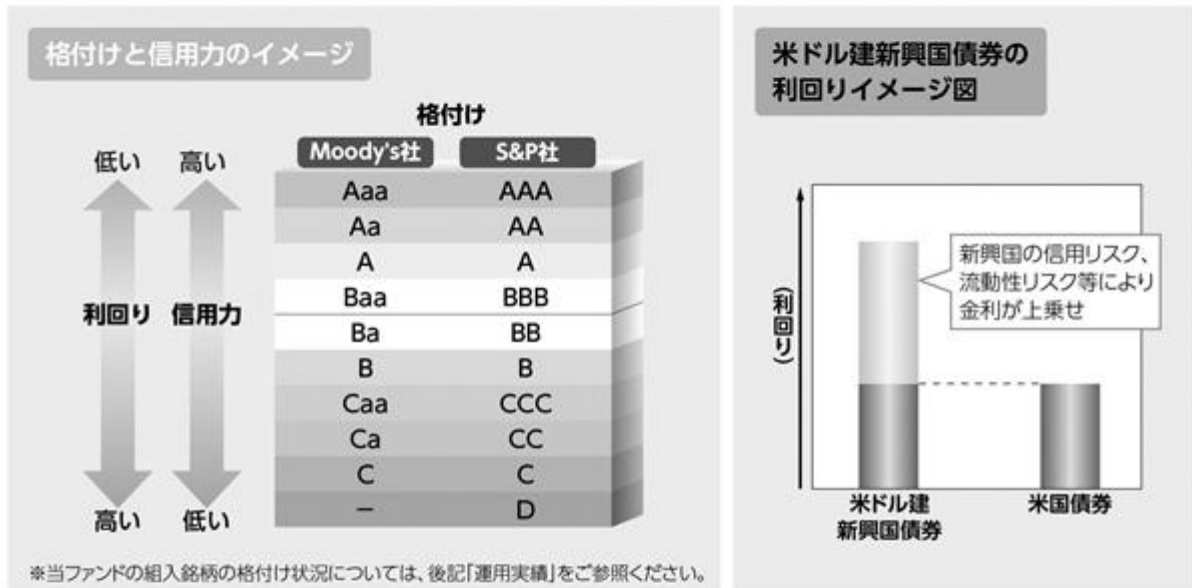 格付けと信用力のイメージ
格付け
低い 高い Moody's社 S&P社
Aaa AAA
Aa AA
A A
Baa BBB
利回り 信用力
Ba BB
B B
Caa CCC
Ca CC
C C
高い 低い – D
※当ファンドの組入銘柄の格付け状況については、後記「運用実績」をご参照ください。
米ドル建新興国債券の
利回りイメージ図
(利回り)
新興国の信用リスク、
流動性リスク等により
金利が上乗せ
米ドル建
新興国債券
米国債券